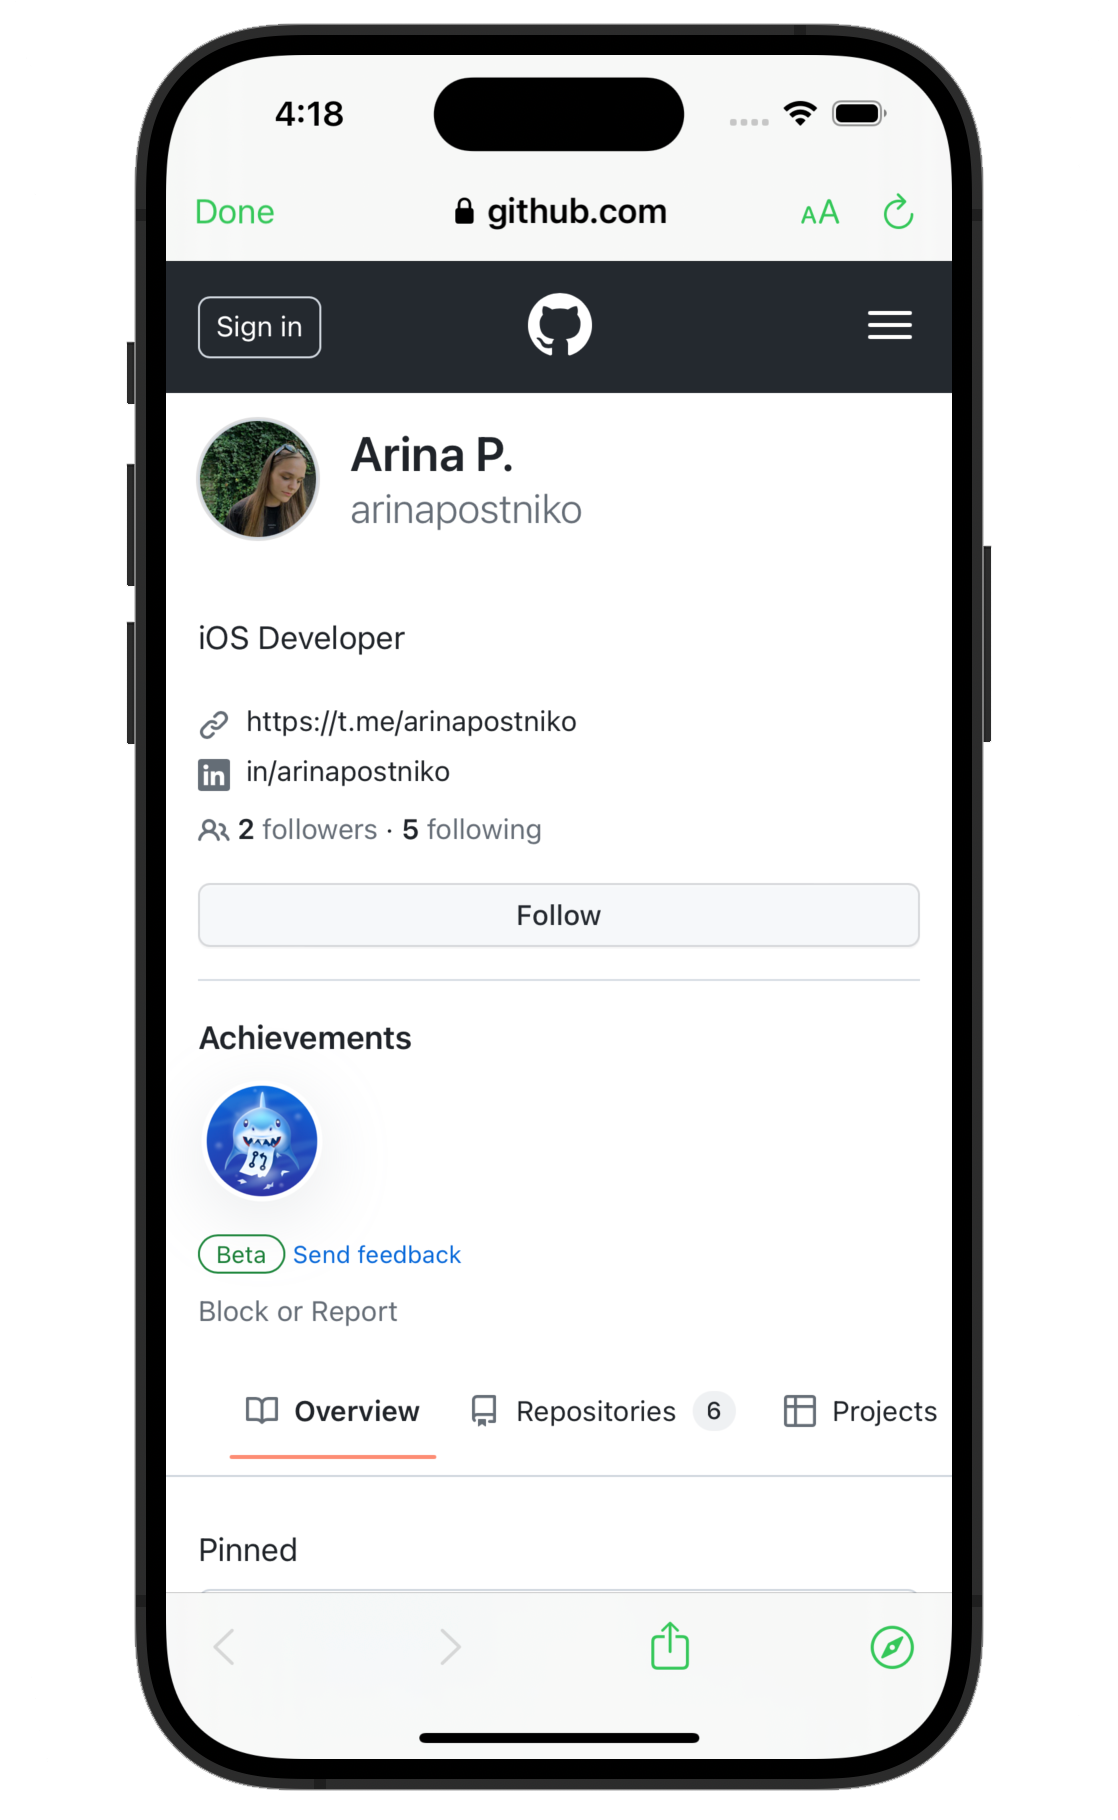 4:18
Done
github.com
AA
Sign in
Arina P.
arinapostniko
iOS Developer
https://t.me/arinapostniko
in in/arinapostniko
2 followers · 5 following
Follow
Achievements
Beta Send feedback
Block or Report
Overview Repositories 6 Projects
Pinned